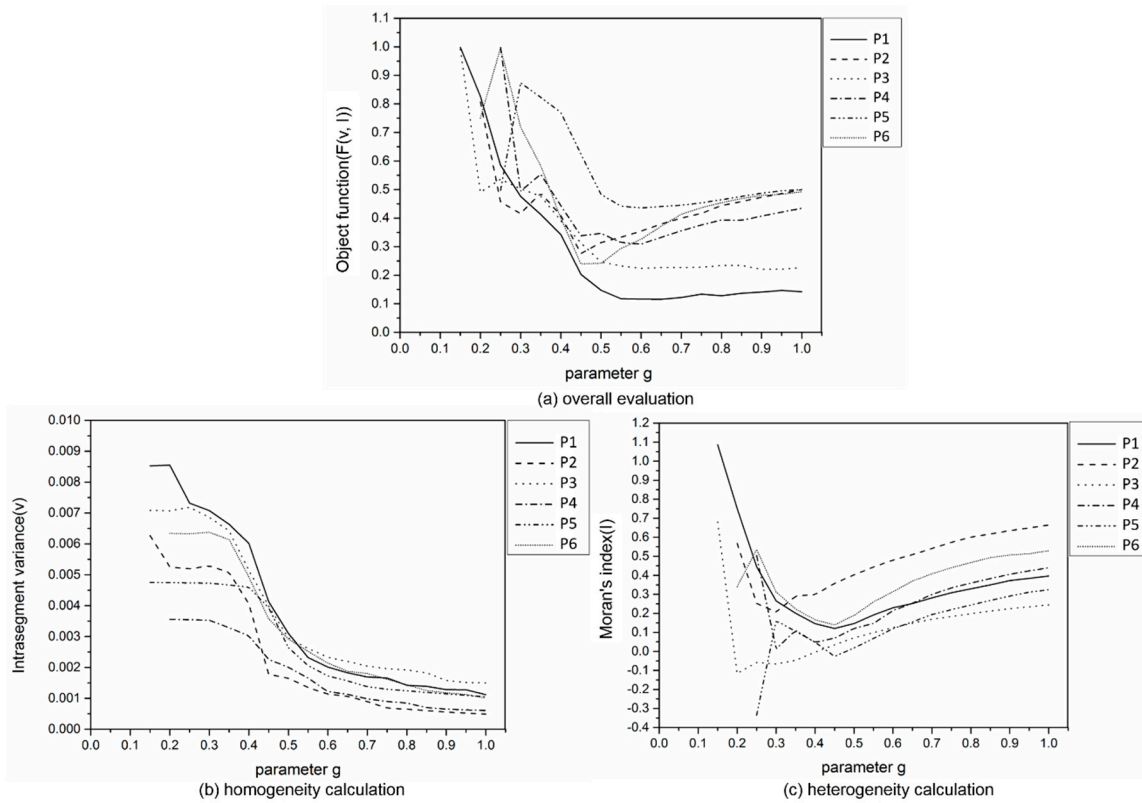 1.1
1.0
0.9
0.8
0.7
0.6
0.5
0.4
0.3
0.2
0.1
0.0
Object function(F(v, I))
0.0 0.1 0.2 0.3 0.4 0.5 0.6 0.7 0.8 0.9 1.0
parameter g
P1
P2
P3
P4
P5
P6
(a) overall evaluation
0.010
0.009
0.008
0.007
0.006
0.005
0.004
0.003
0.002
0.001
0.000
Intrasegment variance(v)
0.0 0.1 0.2 0.3 0.4 0.5 0.6 0.7 0.8 0.9 1.0
parameter g
P1
P2
P3
P4
P5
P6
(b) homogeneity calculation
1.2
1.1
1.0
0.9
0.8
0.7
0.6
0.5
0.4
0.3
0.2
0.1
0.0
-0.1
-0.2
-0.3
-0.4
Moran's index(I)
0.0 0.1 0.2 0.3 0.4 0.5 0.6 0.7 0.8 0.9 1.0
parameter g
P1
P2
P3
P4
P5
P6
(c) heterogeneity calculation